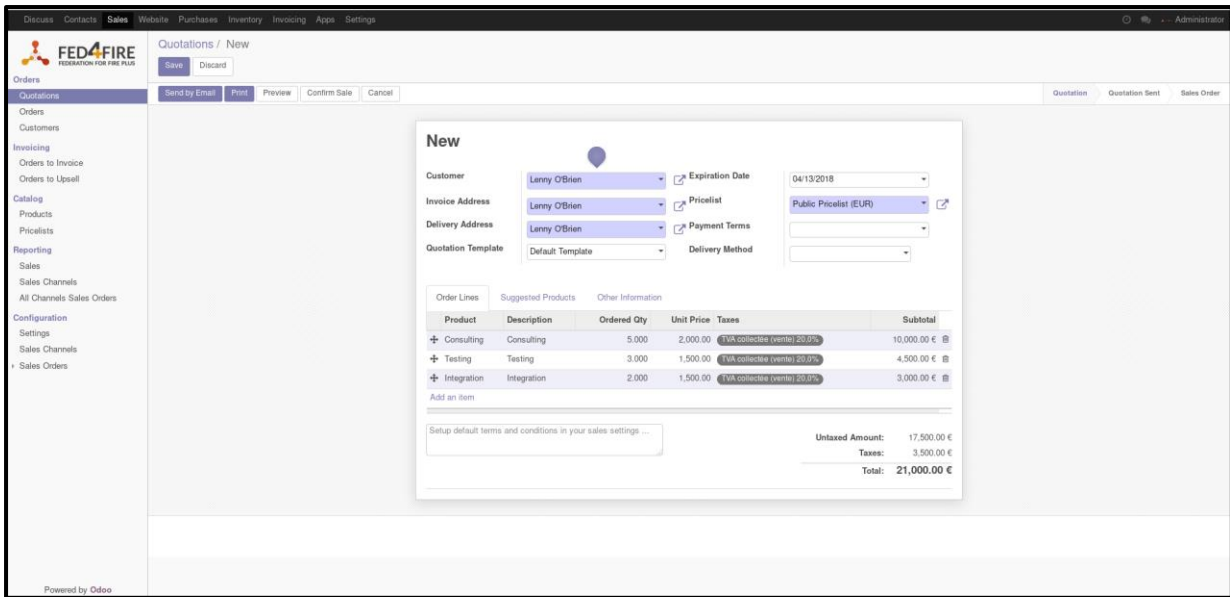 Discuss Contacts Sales Website Purchases Inventory Invoicing Apps Settings
Administrator
FED4FIRE
FEDERATION FOR FIRE PLUS
Quotations / New
Save Discard
Send by Email Print Preview Confirm Sale Cancel
Quotation Quotation Sent Sales Order
Orders
Quotations
Orders
Customers
Invoicing
Orders to Invoice
Orders to Upsell
Catalog
Products
Pricelists
Reporting
Sales
Sales Channels
All Channels Sales Orders
Configuration
Settings
Sales Channels
Sales Orders
Powered by Odoo
New
Customer Lenny O'Brien Expiration Date 04/13/2018
Invoice Address Lenny O'Brien Pricelist Public Pricelist (EUR)
Delivery Address Lenny O'Brien Payment Terms
Quotation Template Default Template Delivery Method
Order Lines Suggested Products Other Information
Product Description Ordered Qty Unit Price Taxes Subtotal
Consulting Consulting 5.000 2,000.00 TVA collectée (vente) 20,0% 10,000.00 €
Testing Testing 3.000 1,500.00 TVA collectée (vente) 20,0% 4,500.00 €
Integration Integration 2.000 1,500.00 TVA collectée (vente) 20,0% 3,000.00 €
Add an item
Setup default terms and conditions in your sales settings ...
Untaxed Amount: 17,500.00 €
Taxes: 3,500.00 €
Total: 21,000.00 €